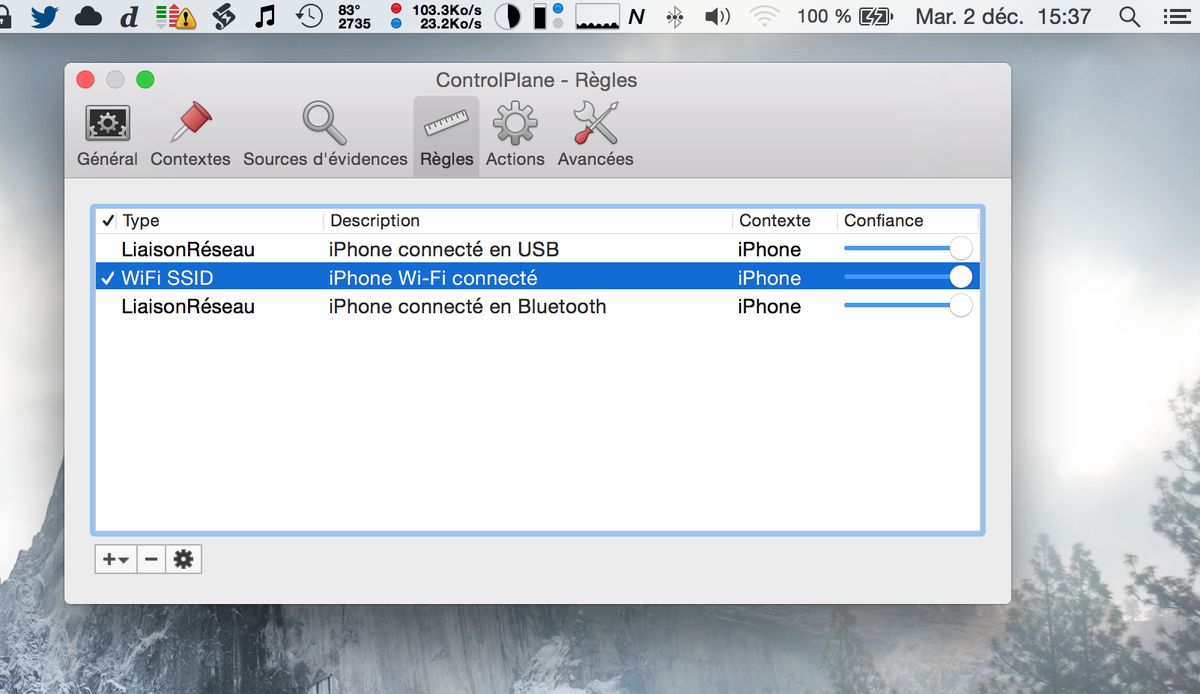 83° 103.3Ko/s
2735 23.2Ko/s
100 % Mar. 2 déc. 15:37
ControlPlane - Règles
Général Contextes Sources d'évidences Règles Actions Avancées
✓ Type Description Contexte Confiance
LiaisonRéseau iPhone connecté en USB iPhone
✓ WiFi SSID iPhone Wi-Fi connecté iPhone
LiaisonRéseau iPhone connecté en Bluetooth iPhone